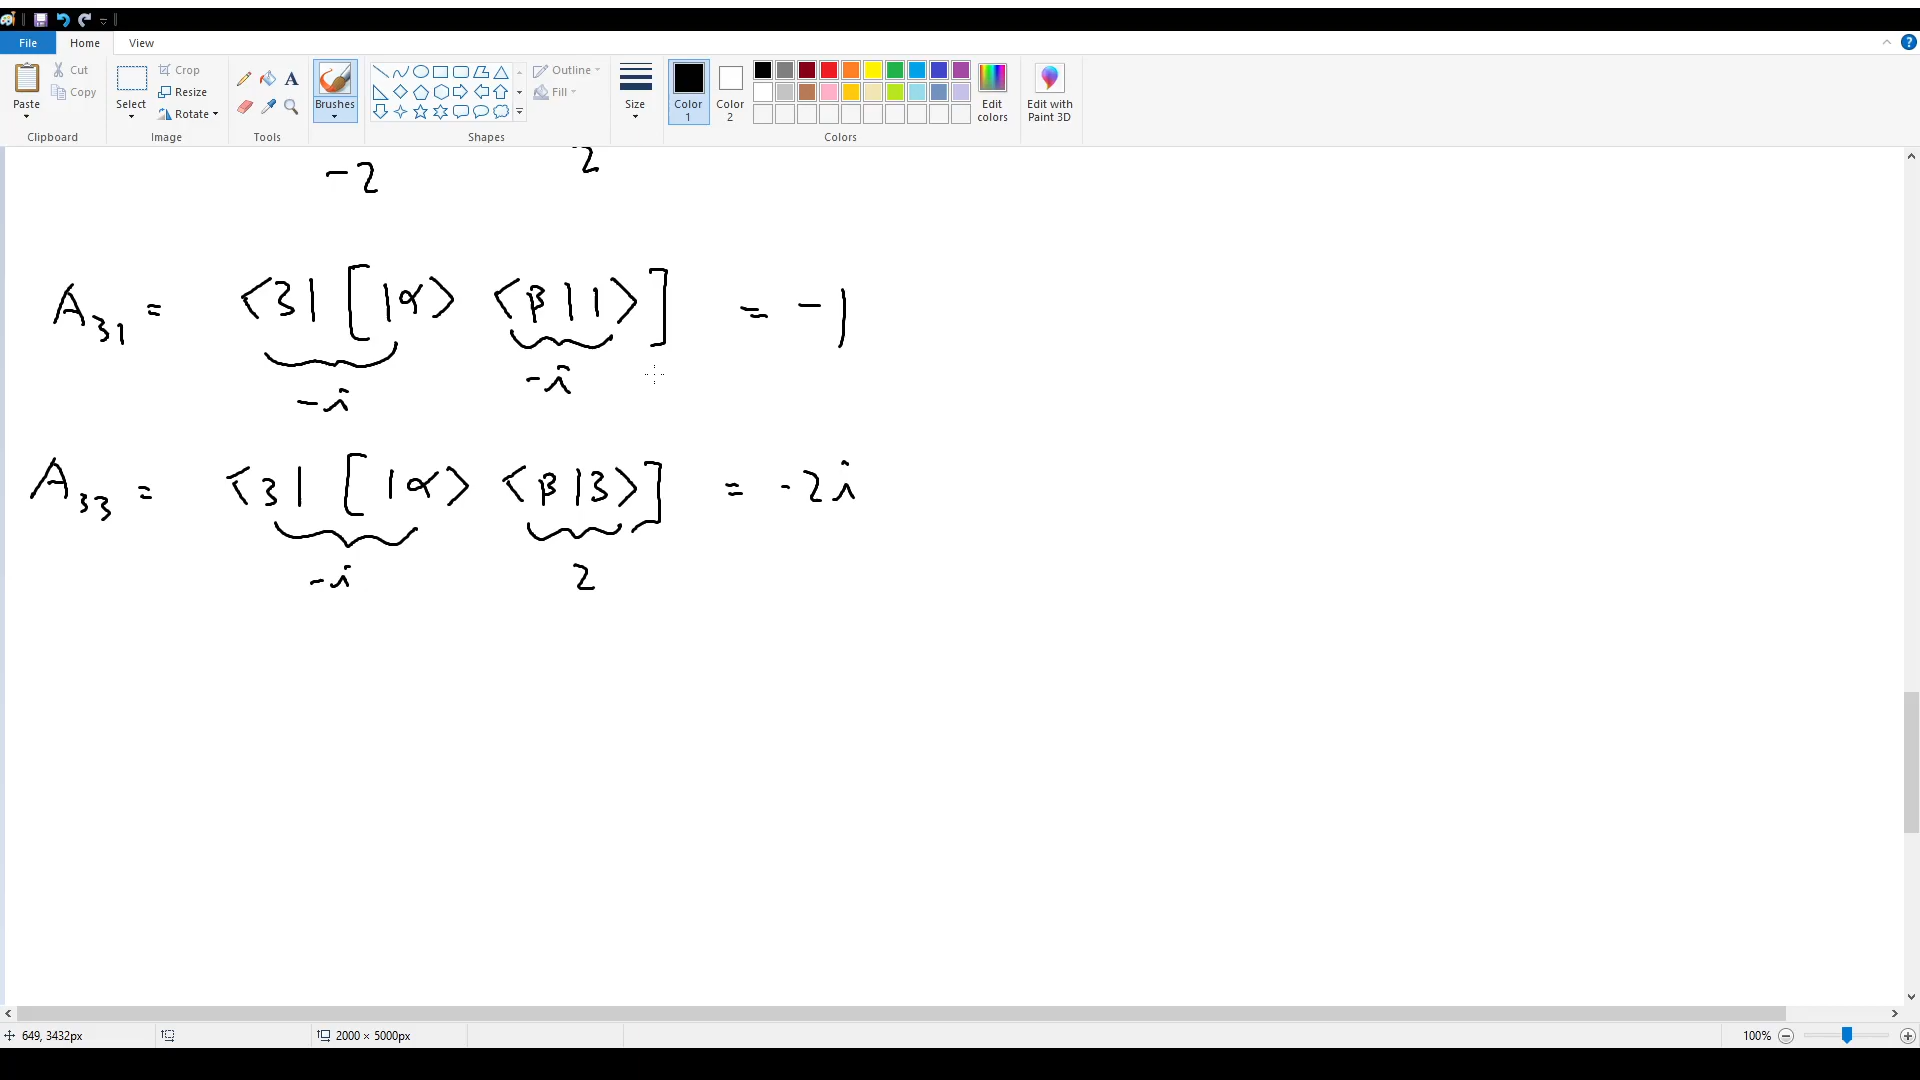 File Home View
Paste Cut Copy Select Crop Resize Rotate A Brushes Outline Fill Size Color 1 Color 2 Edit colors Edit with Paint 3D
Clipboard Image Tools Shapes Colors
-2 2
A₃₁ = ⟨3| [|α⟩ ⟨β|1⟩] = -1
-i -i
A₃₃ = ⟨3| [|α⟩ ⟨β|3⟩] = -2i
-i 2
649, 3432px 2000 × 5000px 100%